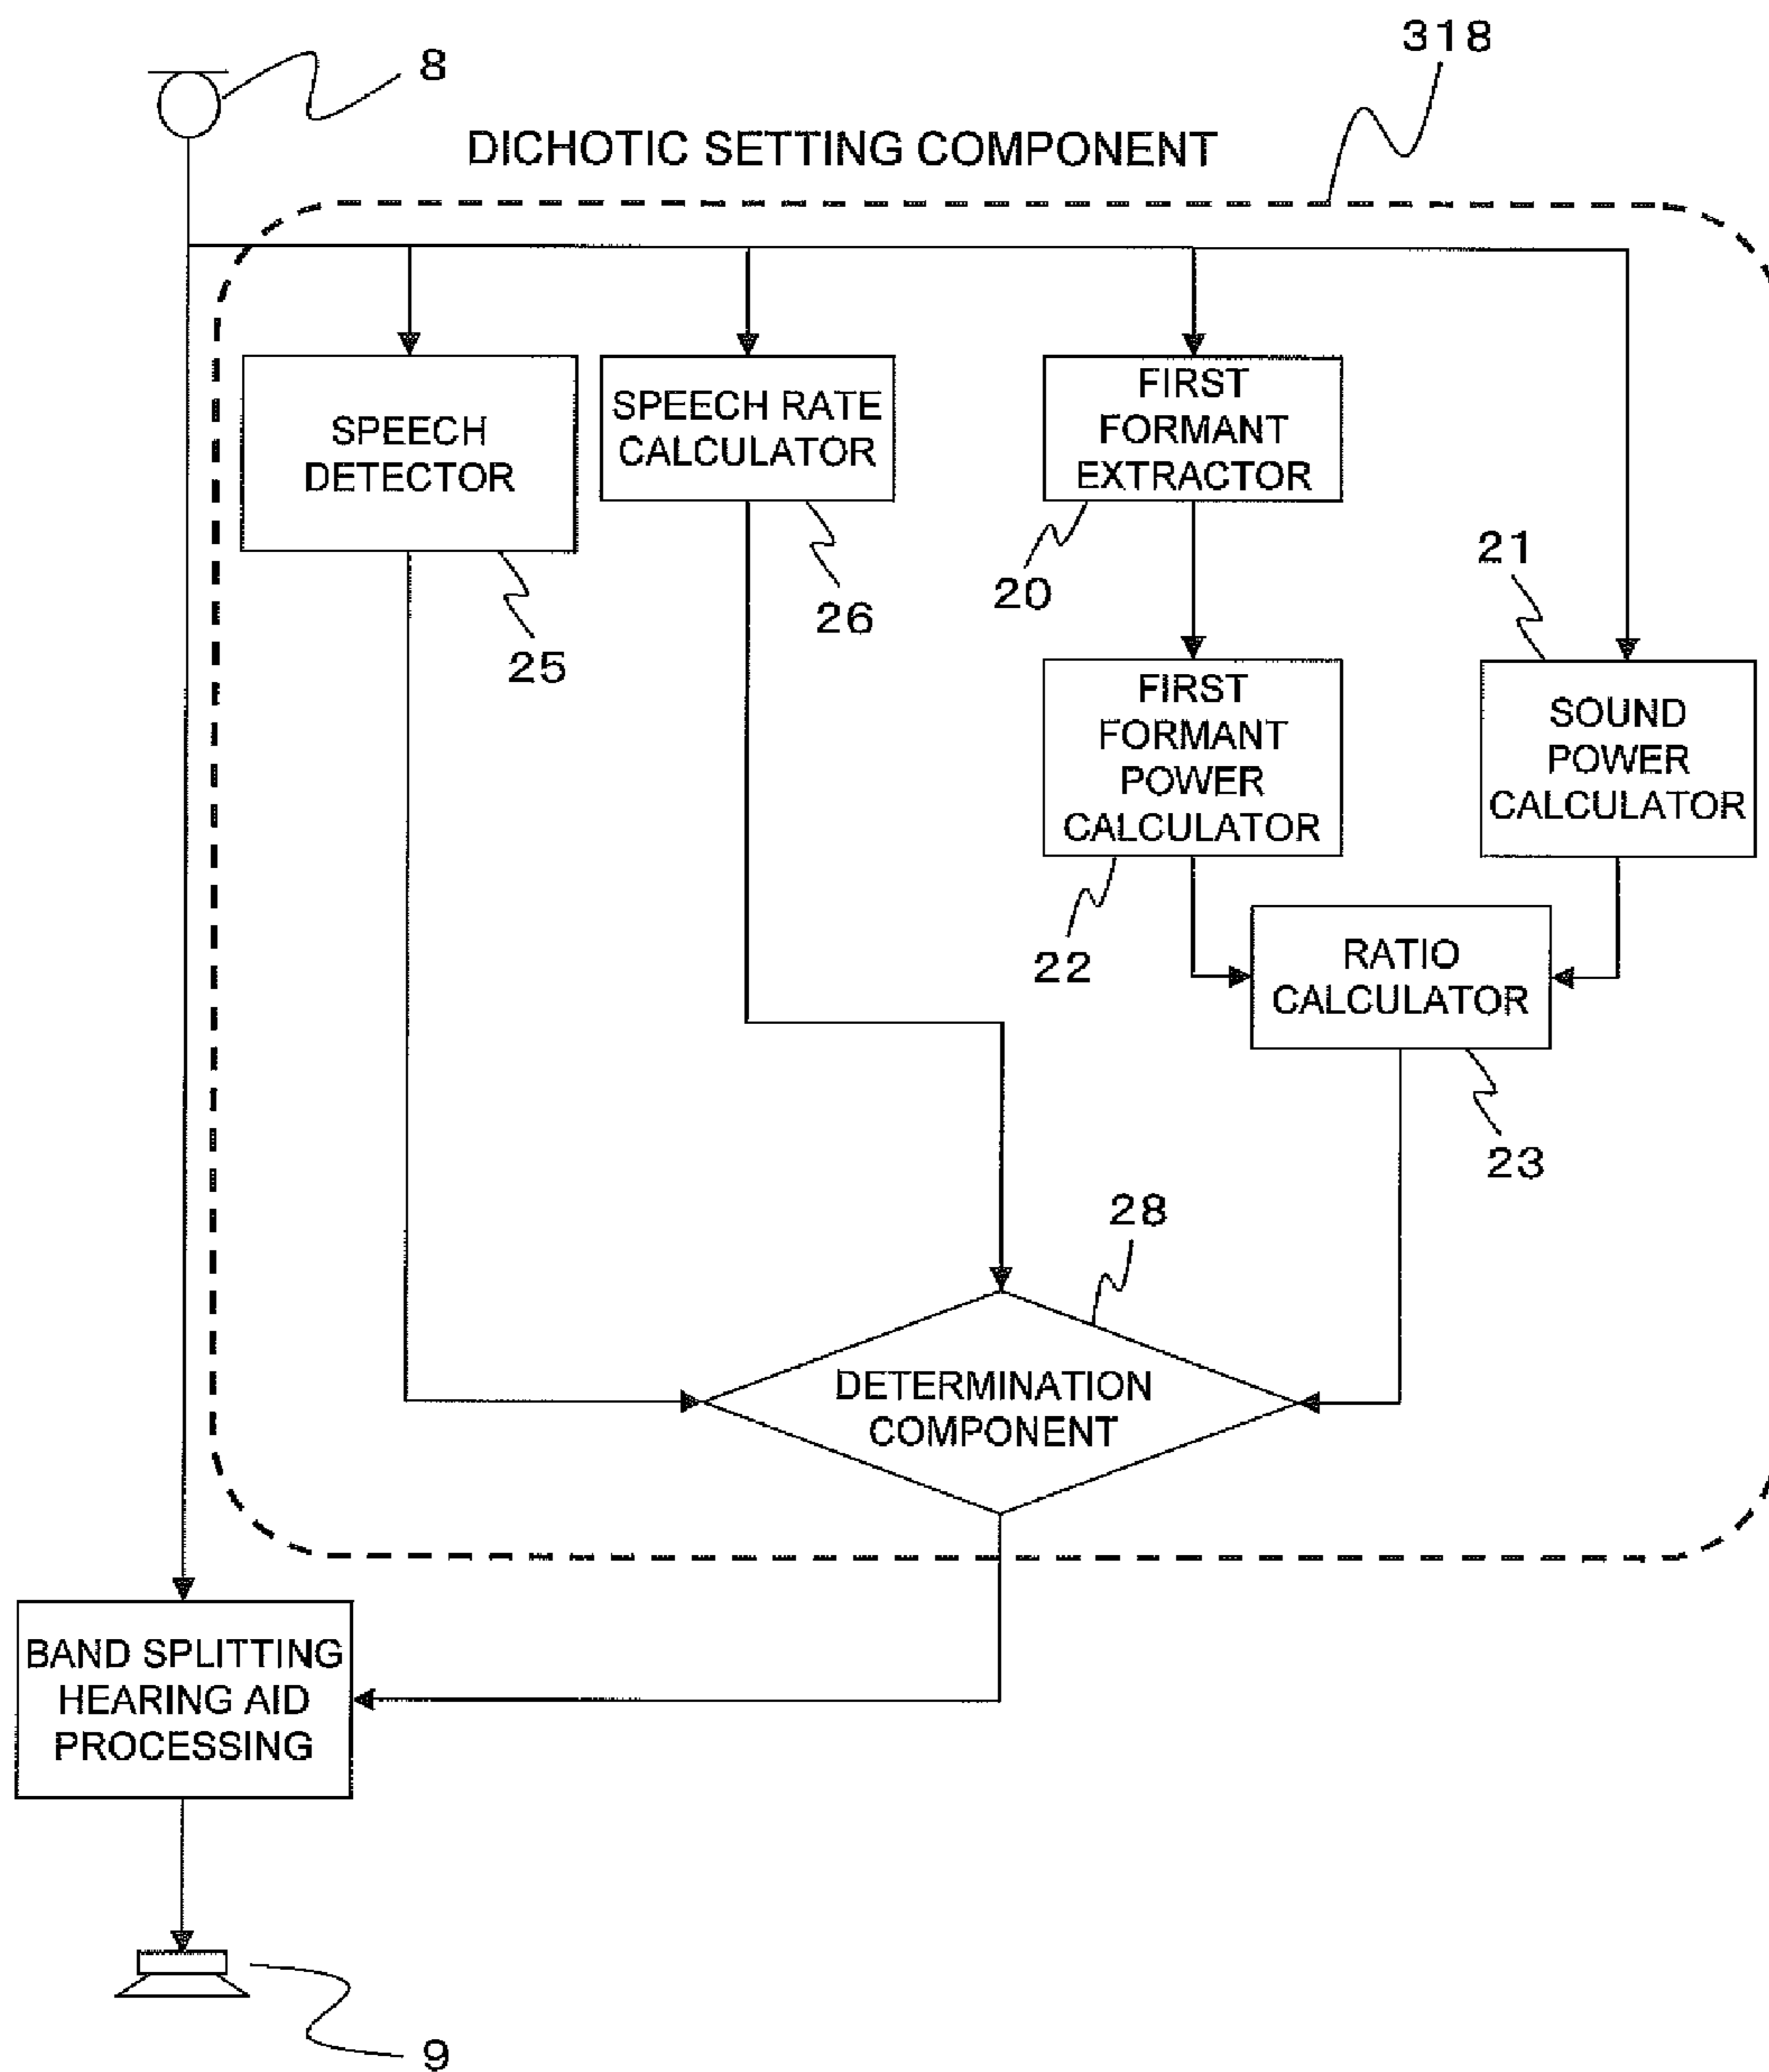 318
8
DICHOTIC SETTING COMPONENT
SPEECH
DETECTOR
25
SPEECH RATE
CALCULATOR
26
FIRST
FORMANT
EXTRACTOR
20
21
FIRST
FORMANT
POWER
CALCULATOR
22
SOUND
POWER
CALCULATOR
RATIO
CALCULATOR
23
28
DETERMINATION
COMPONENT
BAND SPLITTING
HEARING AID
PROCESSING
9